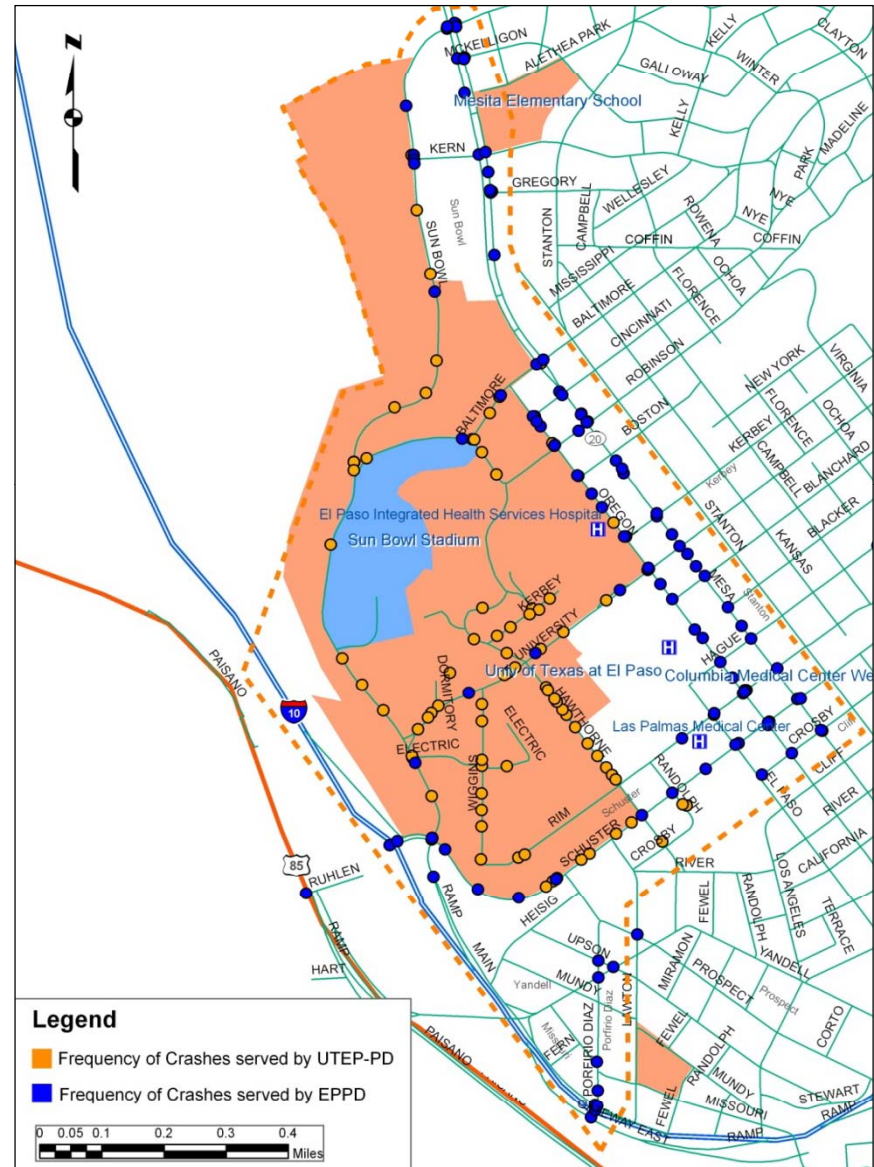 N
MCKELLIGON
ALETHEA PARK
KELLY
CLAYTON
GALLOWAY
WINTER
Mesita Elementary School
KELLY
PARK
MADELINE
KERN
GREGORY
WELLESLEY
NYE
NYE
Sun Bowl
SUN BOWL
STANTON
CAMPBELL
ROWENA
COFFIN
COFFIN
MISSISSIPPI
OCHOA
BALTIMORE
FLORENCE
CINCINNATI
ROBINSON
VIRGINIA
NEW YORK
BALTIMORE
BOSTON
FLORENCE
OCHOA
KERBEY
CAMPBELL
BLANCHARD
20
Kerbey
BLACKER
OREGON
STANTON
KANSAS
El Paso Integrated Health Services Hospital
H
Sun Bowl Stadium
MESA
Stanton
KERBEY
UNIVERSITY
HAGUE
H
PAISANO
DORMITORY
Univ of Texas at El Paso
Columbia Medical Center We
10
HAWTHORNE
ELECTRIC
ELECTRIC
Las Palmas Medical Center
H
CROSBY
Cliff
CLIFF
WIGGINS
RANDOLPH
EL PASO
RIVER
RIM
Schuster
SCHUSTER
CROSBY
CALIFORNIA
85
RIVER
RUHLEN
RAMP
HEISIG
FEWEL
RANDOLPH
LOS ANGELES
TERRACE
RAMP
MAIN
UPSON
YANDELL
HART
MUNDY
MIRAMON
PROSPECT
Yandell
LAWTON
Prospect
Porfirio Diaz
CORTO
Missouri
FERN
PORFIRIO DIAZ
FEWEL
RANDOLPH
PAISANO
MUNDY
STEWART
MISSOURI
RAMP
GATEWAY EAST
FEWEL
RAMP
Legend
Frequency of Crashes served by UTEP-PD
Frequency of Crashes served by EPPD
0 0.05 0.1 0.2 0.3 0.4
Miles